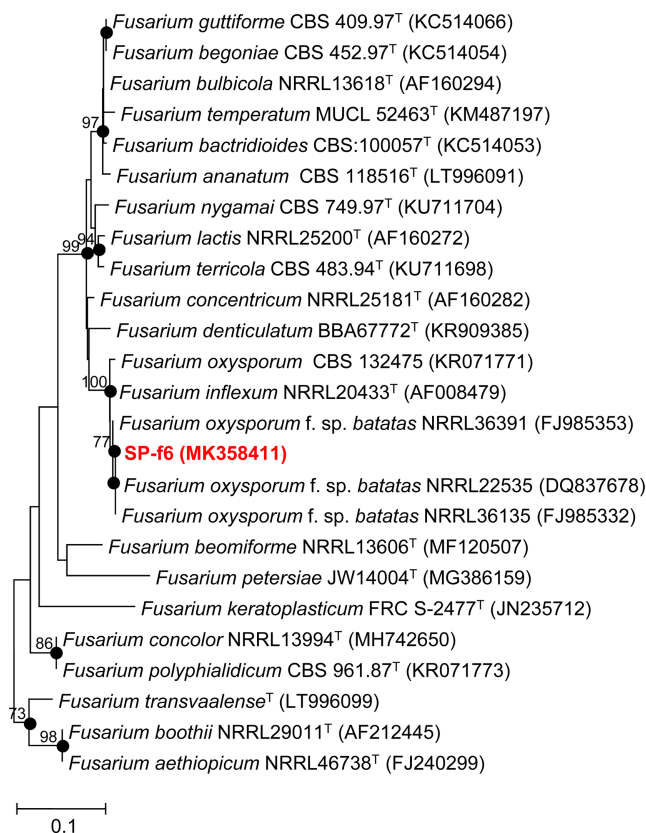 Fusarium guttiforme CBS 409.97ᵀ (KC514066)
Fusarium begoniae CBS 452.97ᵀ (KC514054)
Fusarium bulbicola NRRL13618ᵀ (AF160294)
Fusarium temperatum MUCL 52463ᵀ (KM487197)
97
Fusarium bactridioides CBS:100057ᵀ (KC514053)
Fusarium ananatum CBS 118516ᵀ (LT996091)
Fusarium nygamai CBS 749.97ᵀ (KU711704)
99 94 Fusarium lactis NRRL25200ᵀ (AF160272)
Fusarium terricola CBS 483.94ᵀ (KU711698)
Fusarium concentricum NRRL25181ᵀ (AF160282)
Fusarium denticulatum BBA67772ᵀ (KR909385)
Fusarium oxysporum CBS 132475 (KR071771)
100
Fusarium inflexum NRRL20433ᵀ (AF008479)
Fusarium oxysporum f. sp. batatas NRRL36391 (FJ985353)
77
SP-f6 (MK358411)
Fusarium oxysporum f. sp. batatas NRRL22535 (DQ837678)
Fusarium oxysporum f. sp. batatas NRRL36135 (FJ985332)
Fusarium beomiforme NRRL13606ᵀ (MF120507)
Fusarium petersiae JW14004ᵀ (MG386159)
Fusarium keratoplasticum FRC S-2477ᵀ (JN235712)
86 Fusarium concolor NRRL13994ᵀ (MH742650)
Fusarium polyphialidicum CBS 961.87ᵀ (KR071773)
Fusarium transvaalenseᵀ (LT996099)
73
98 Fusarium boothii NRRL29011ᵀ (AF212445)
Fusarium aethiopicum NRRL46738ᵀ (FJ240299)
0.1